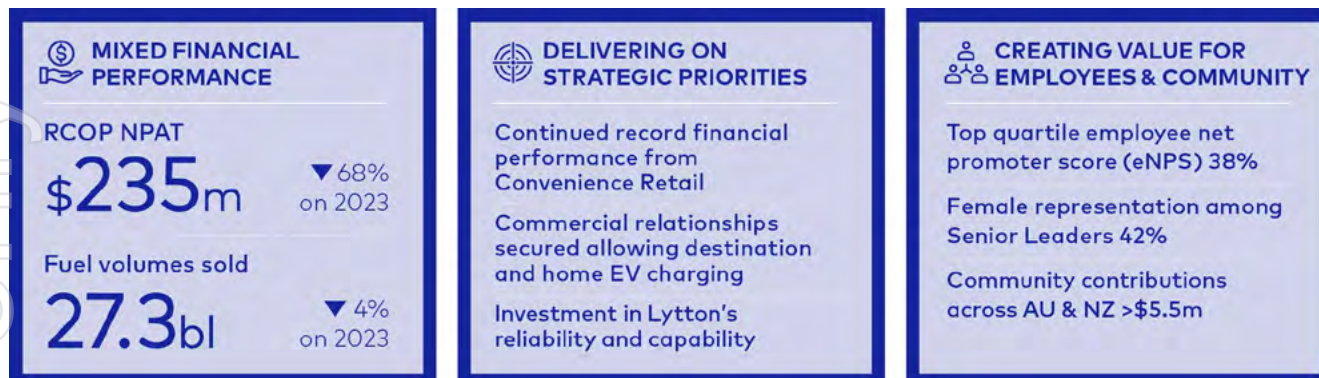 MIXED FINANCIAL
PERFORMANCE
RCOP NPAT
$235m
▼68%
on 2023
Fuel volumes sold
27.3bl
▼4%
on 2023
DELIVERING ON
STRATEGIC PRIORITIES
Continued record financial
performance from
Convenience Retail
Commercial relationships
secured allowing destination
and home EV charging
Investment in Lytton's
reliability and capability
CREATING VALUE FOR
EMPLOYEES & COMMUNITY
Top quartile employee net
promoter score (eNPS) 38%
Female representation among
Senior Leaders 42%
Community contributions
across AU & NZ >$5.5m